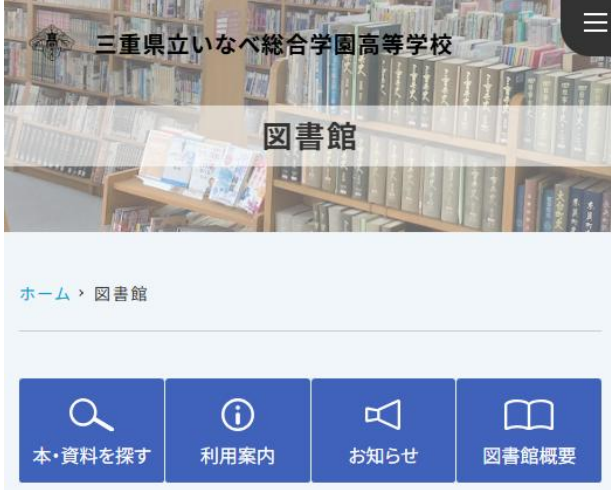 三重県立いなべ総合学園高等学校
図書館
ホーム › 図書館
本・資料を探す
利用案内
お知らせ
図書館概要